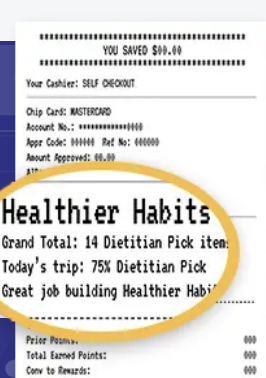 YOU SAVED $00.00
Your Cashier: SELF CHECKOUT
Chip Card: MASTERCARD
Account No.: ************0000
Appr Code: 000000 Ref No: 000000
Amount Approved: 00.00
Healthier Habits
Grand Total: 14 Dietitian Pick items
Today's trip: 75% Dietitian Pick
Great job building Healthier Habi
Prior Points: 000
Total Earned Points: 000
Conv to Rewards: 000